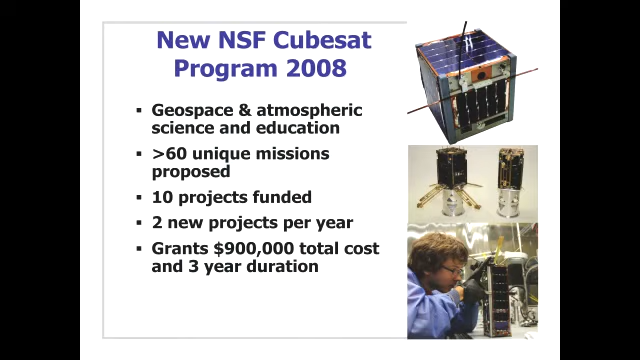 New NSF Cubesat
Program 2008
▪ Geospace & atmospheric
science and education
▪ >60 unique missions
proposed
▪ 10 projects funded
▪ 2 new projects per year
▪ Grants $900,000 total cost
and 3 year duration